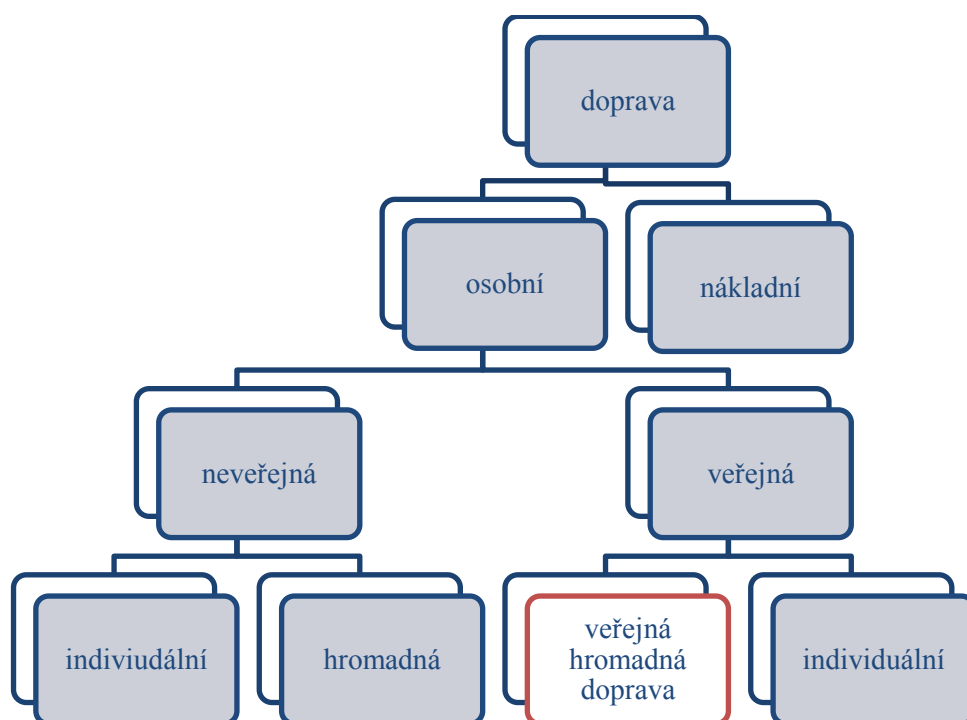 doprava
osobní
nákladní
neveřejná
veřejná
indiviudální
hromadná
veřejná
hromadná
doprava
individuální